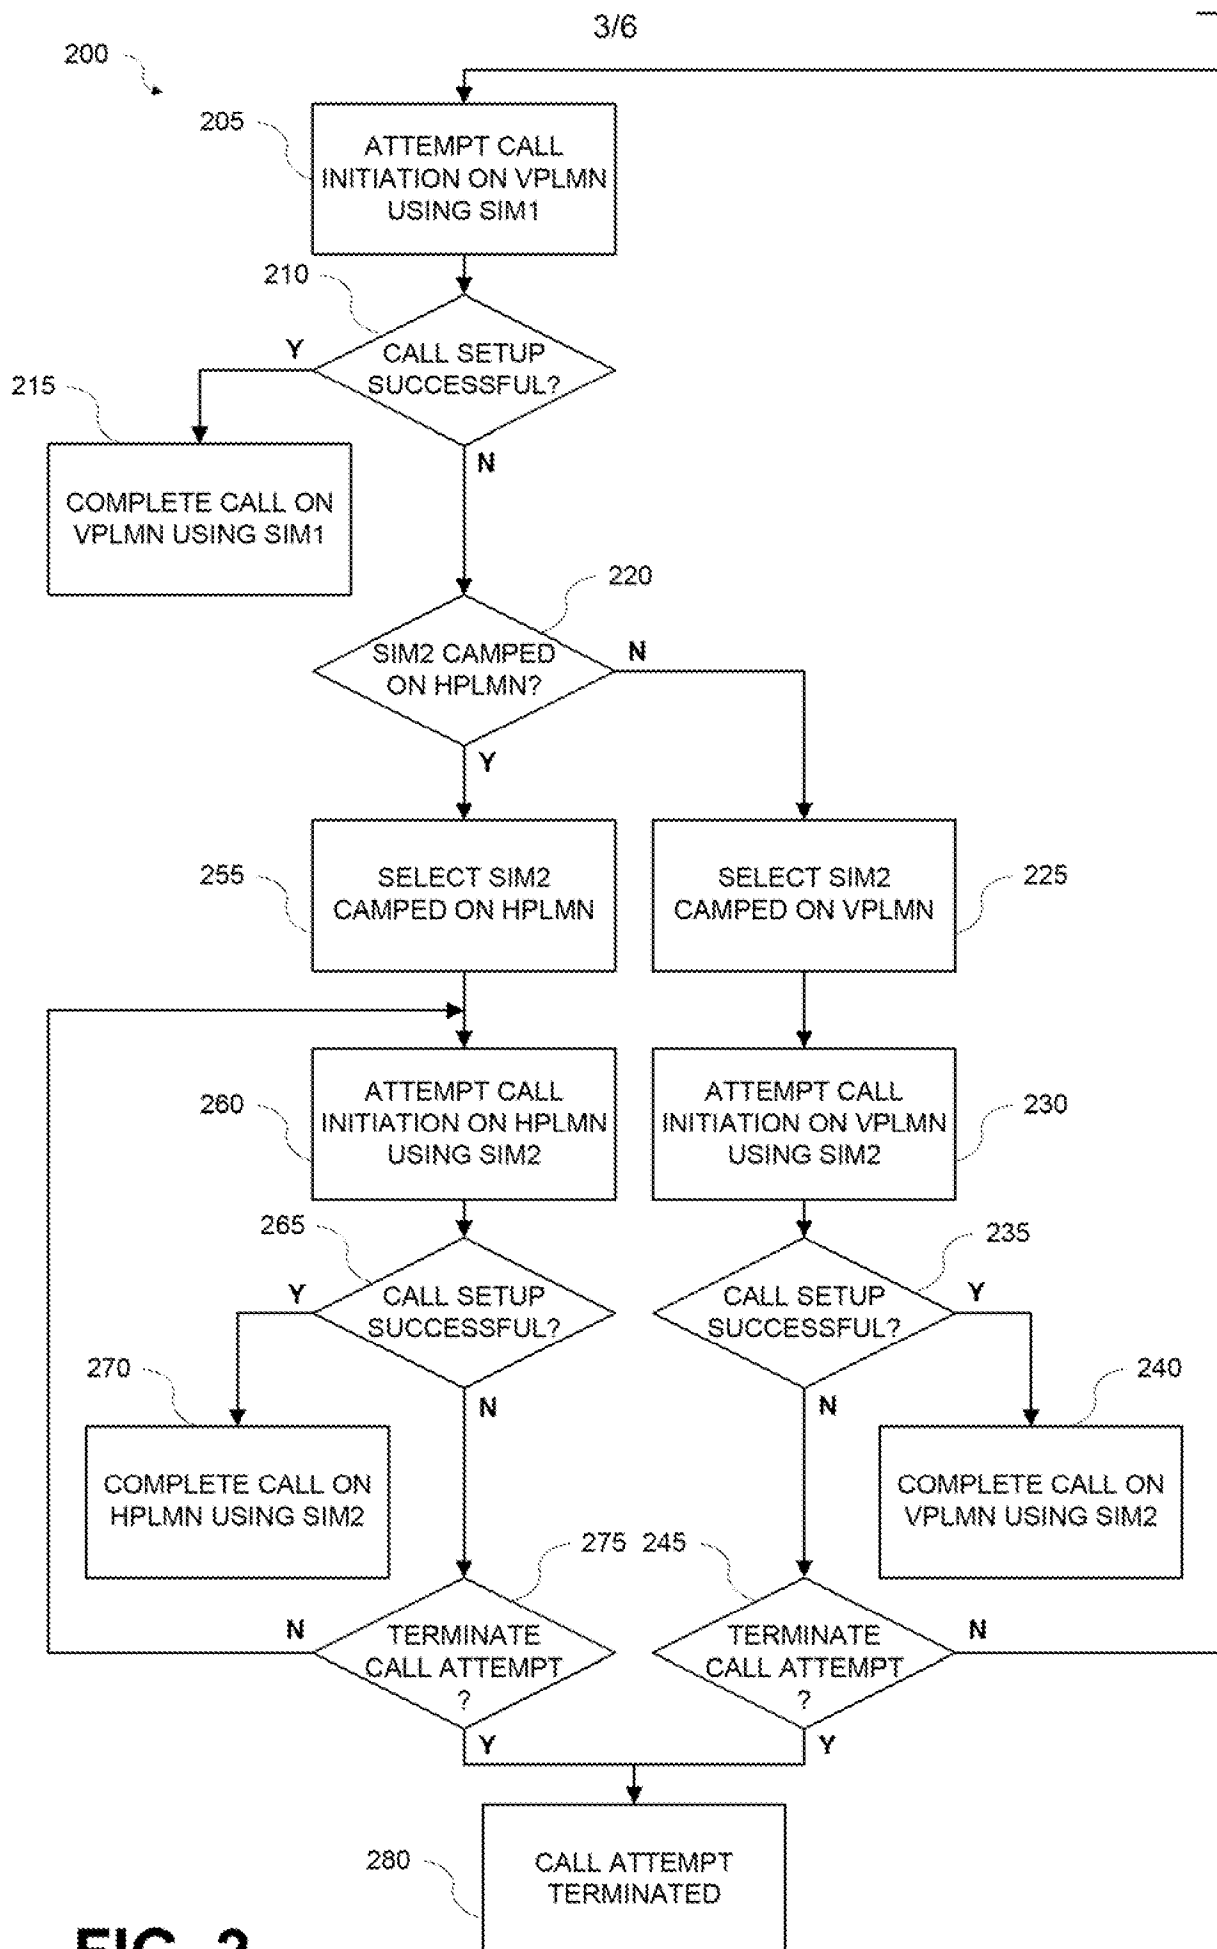 3/6
200
205
ATTEMPT CALL
INITIATION ON VPLMN
USING SIM1
210
CALL SETUP
SUCCESSFUL?
Y
N
215
COMPLETE CALL ON
VPLMN USING SIM1
220
SIM2 CAMPED
ON HPLMN?
N
Y
255
SELECT SIM2
CAMPED ON HPLMN
SELECT SIM2
CAMPED ON VPLMN
225
260
ATTEMPT CALL
INITIATION ON HPLMN
USING SIM2
ATTEMPT CALL
INITIATION ON VPLMN
USING SIM2
230
265
CALL SETUP
SUCCESSFUL?
Y
N
235
CALL SETUP
SUCCESSFUL?
Y
N
270
COMPLETE CALL ON
HPLMN USING SIM2
240
COMPLETE CALL ON
VPLMN USING SIM2
275
TERMINATE
CALL ATTEMPT
?
N
Y
245
TERMINATE
CALL ATTEMPT
?
N
Y
280
CALL ATTEMPT
TERMINATED
FIG.